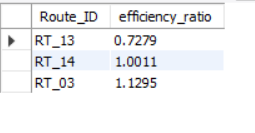 Route_ID efficiency_ratio
RT_13 0.7279
RT_14 1.0011
RT_03 1.1295